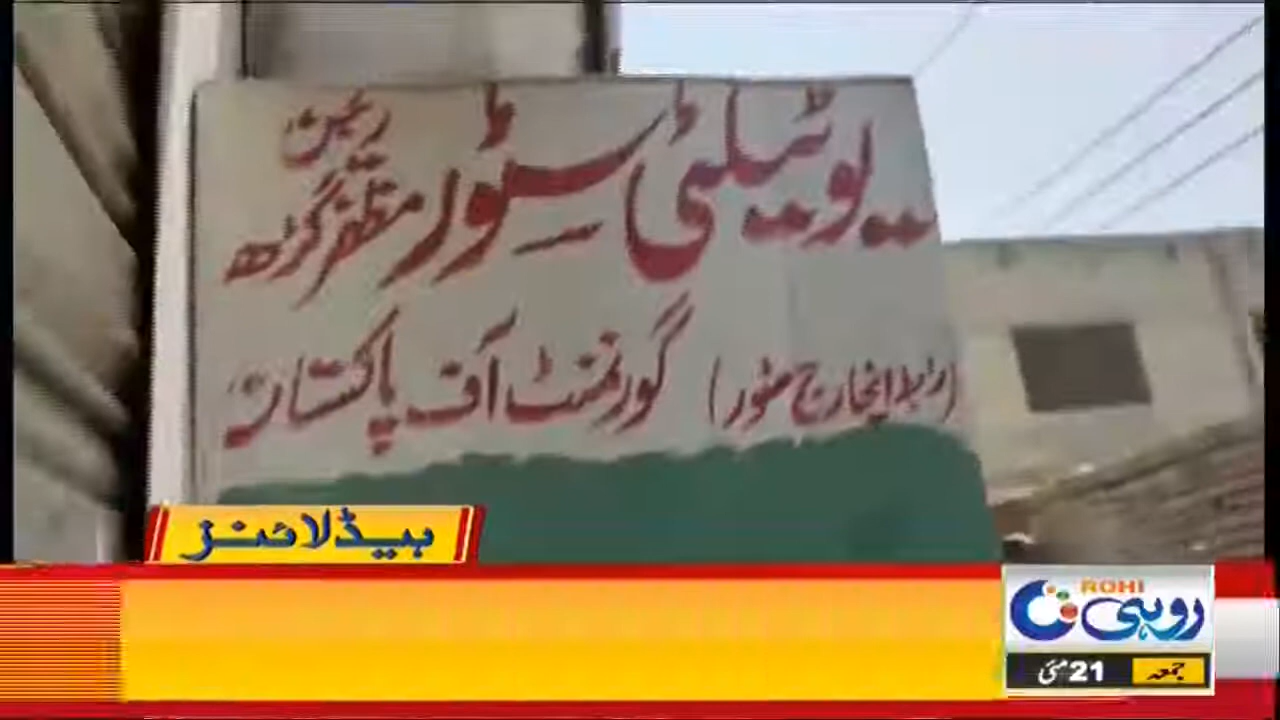 یوٹیلٹی سٹور ریجن مظفر گڑھ
(رابطہ انچارج سٹور) گورنمنٹ آف پاکستان
ہیڈلائنز
ROHI
روہی
جمعہ 21 مئی